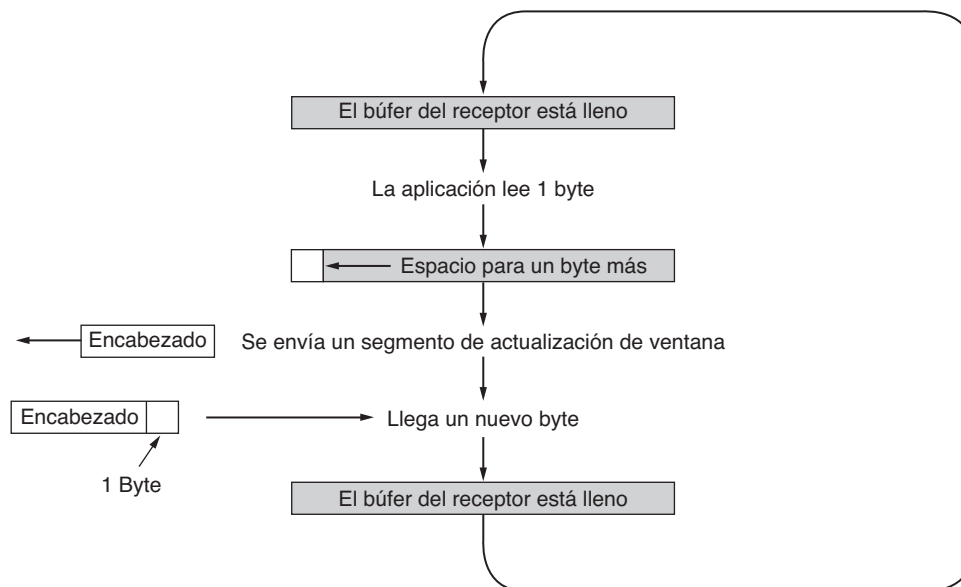 El búfer del receptor está lleno
La aplicación lee 1 byte
Espacio para un byte más
Encabezado
Se envía un segmento de actualización de ventana
Encabezado
Llega un nuevo byte
1 Byte
El búfer del receptor está lleno